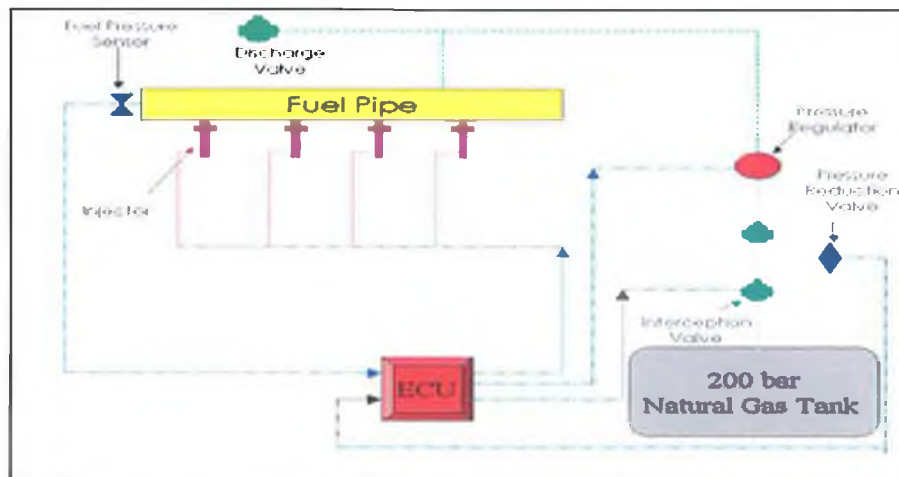 Fuel Pressure
Sensor
Discharge
Valve
Fuel Pipe
Pressure
Regulator
Pressure
Reduction
Valve
Injector
Interception
Valve
ECU
200 bar
Natural Gas Tank